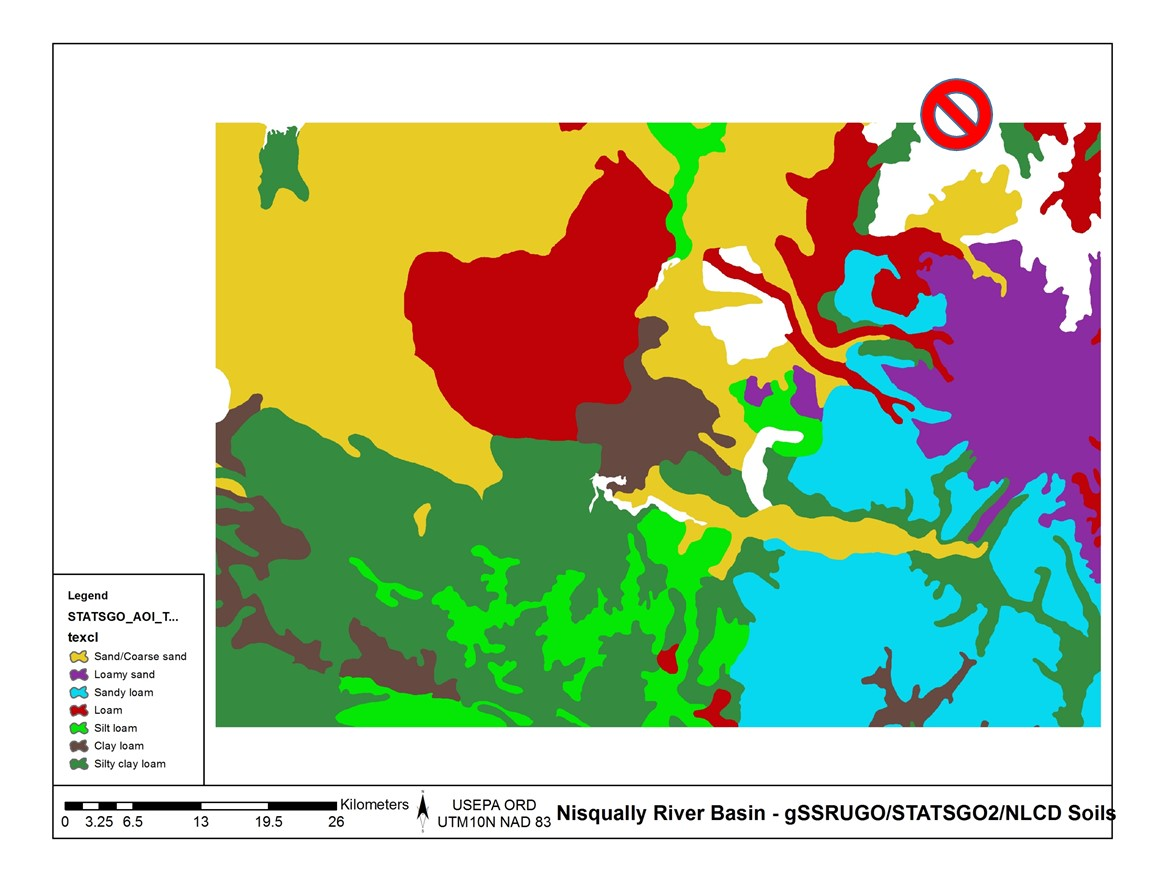 Legend
STATSGO_AOI_T...
texcl
Sand/Coarse sand
Loamy sand
Sandy loam
Loam
Silt loam
Clay loam
Silty clay loam
Kilometers
0 3.25 6.5 13 19.5 26
USEPA ORD
UTM10N NAD 83
Nisqually River Basin - gSSRUGO/STATSGO2/NLCD Soils